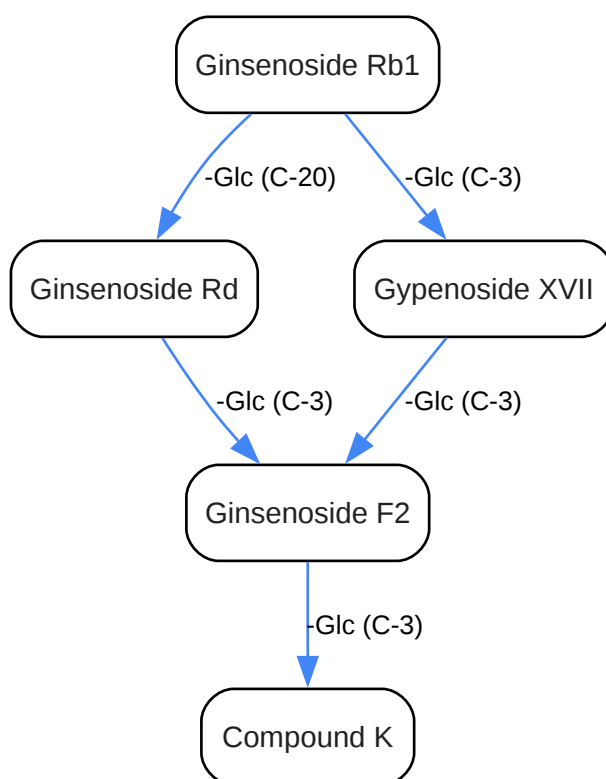 Ginsenoside Rb1
-Glc (C-20)
-Glc (C-3)
Ginsenoside Rd
Gypenoside XVII
-Glc (C-3)
-Glc (C-3)
Ginsenoside F2
-Glc (C-3)
Compound K